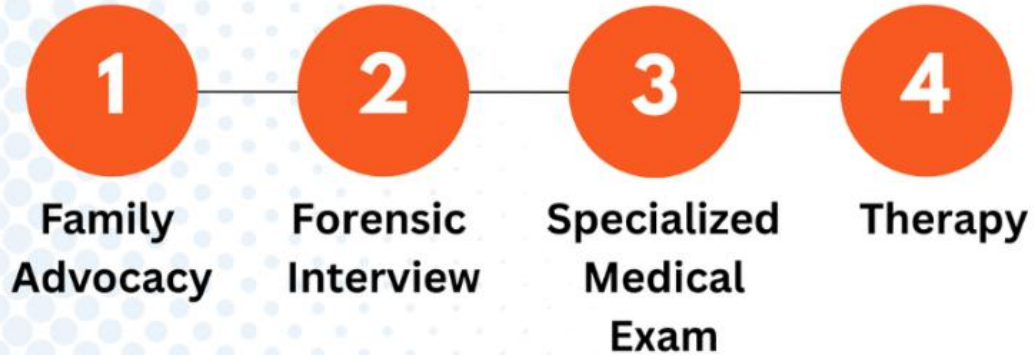 1
2
3
4
Family
Advocacy
Forensic
Interview
Specialized
Medical
Exam
Therapy